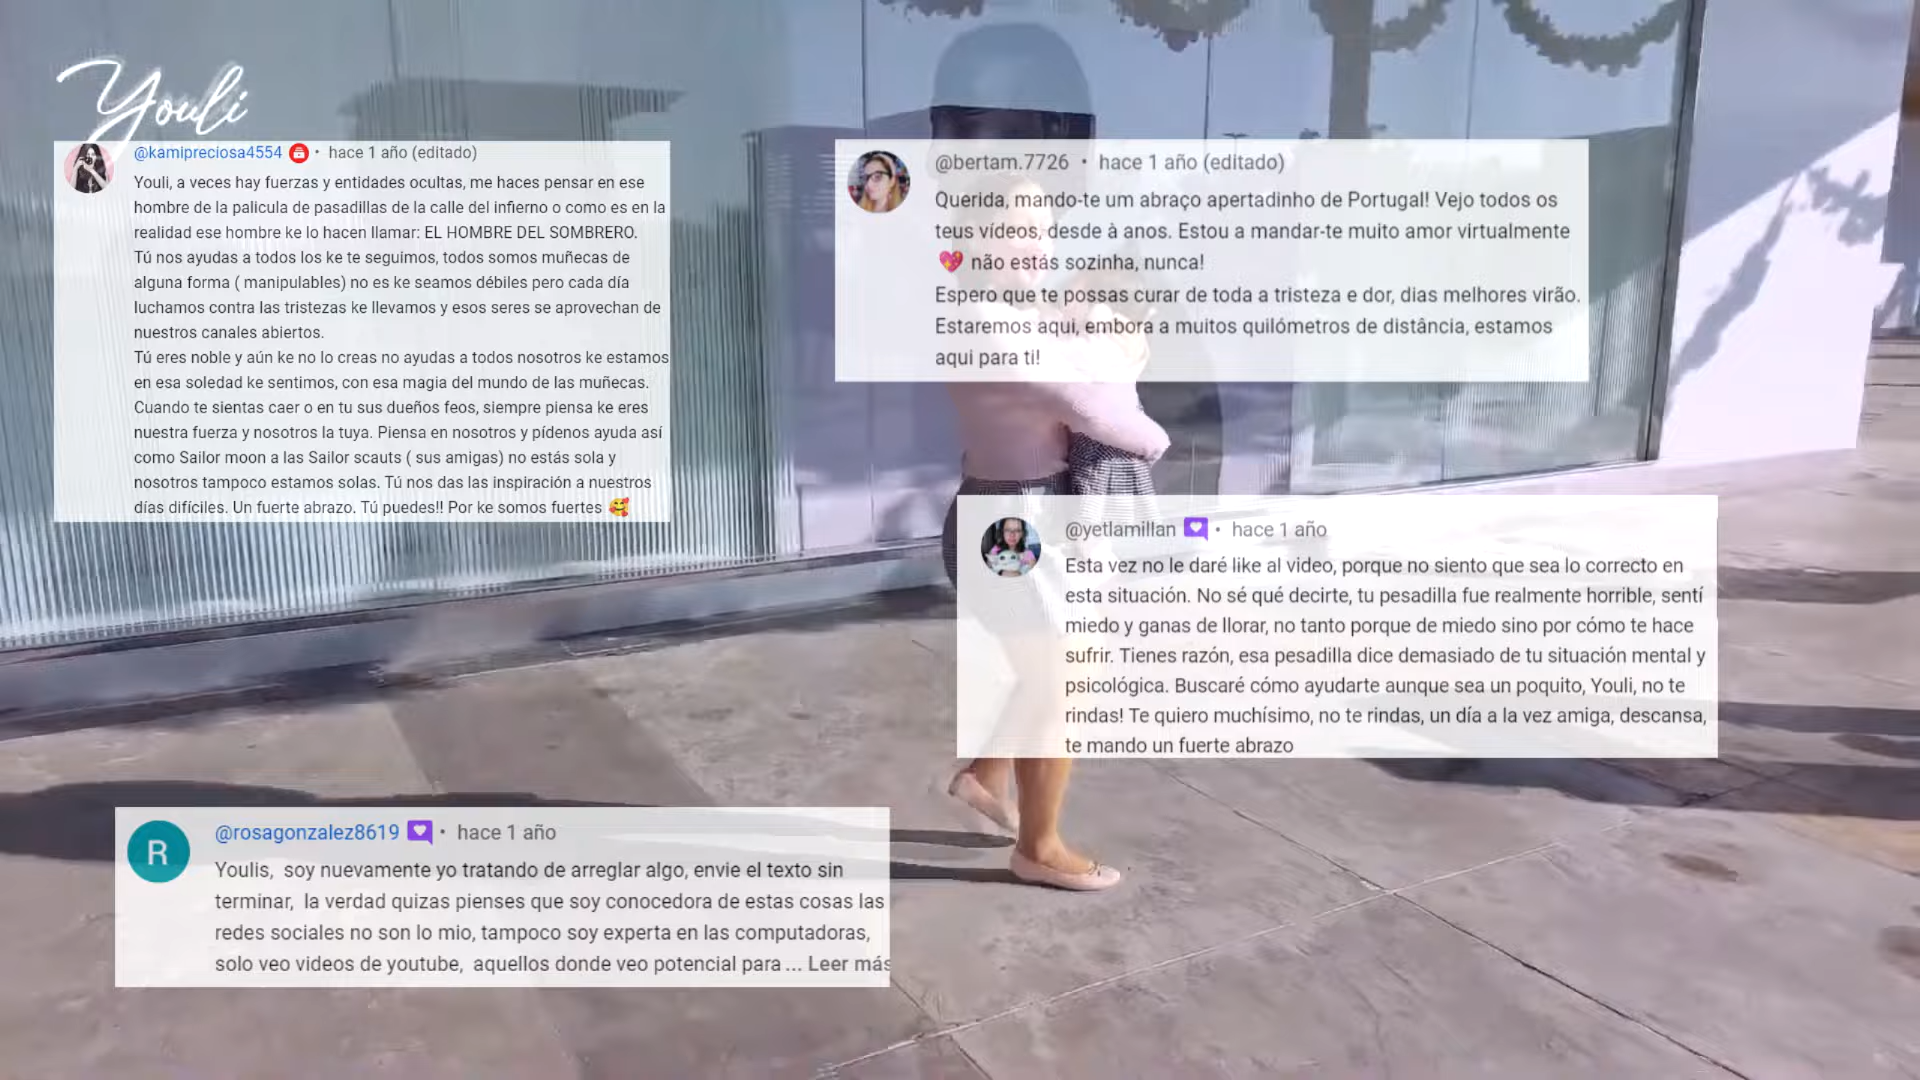 Youli
@kamipreciosa4554 • hace 1 año (editado)
Youli, a veces hay fuerzas y entidades ocultas, me haces pensar en ese
hombre de la palicula de pasadillas de la calle del infierno o como es en la
realidad ese hombre ke lo hacen llamar: EL HOMBRE DEL SOMBRERO.
Tú nos ayudas a todos los ke te seguimos, todos somos muñecas de
alguna forma ( manipulables) no es ke seamos débiles pero cada día
luchamos contra las tristezas ke llevamos y esos seres se aprovechan de
nuestros canales abiertos.
Tú eres noble y aún ke no lo creas no ayudas a todos nosotros ke estamos
en esa soledad ke sentimos, con esa magia del mundo de las muñecas.
Cuando te sientas caer o en tu sus dueños feos, siempre piensa ke eres
nuestra fuerza y nosotros la tuya. Piensa en nosotros y pídenos ayuda así
como Sailor moon a las Sailor scauts ( sus amigas) no estás sola y
nosotros tampoco estamos solas. Tú nos das las inspiración a nuestros
días difíciles. Un fuerte abrazo. Tú puedes!! Por ke somos fuertes 🥰
@bertam.7726 • hace 1 año (editado)
Querida, mando-te um abraço apertadinho de Portugal! Vejo todos os
teus vídeos, desde à anos. Estou a mandar-te muito amor virtualmente
💖 não estás sozinha, nunca!
Espero que te possas curar de toda a tristeza e dor, dias melhores virão.
Estaremos aqui, embora a muitos quilómetros de distância, estamos
aqui para ti!
@yetlamillan • hace 1 año
Esta vez no le daré like al video, porque no siento que sea lo correcto en
esta situación. No sé qué decirte, tu pesadilla fue realmente horrible, sentí
miedo y ganas de llorar, no tanto porque de miedo sino por cómo te hace
sufrir. Tienes razón, esa pesadilla dice demasiado de tu situación mental y
psicológica. Buscaré cómo ayudarte aunque sea un poquito, Youli, no te
rindas! Te quiero muchísimo, no te rindas, un día a la vez amiga, descansa,
te mando un fuerte abrazo
R
@rosagonzalez8619 • hace 1 año
Youlis, soy nuevamente yo tratando de arreglar algo, envie el texto sin
terminar, la verdad quizas pienses que soy conocedora de estas cosas las
redes sociales no son lo mio, tampoco soy experta en las computadoras,
solo veo videos de youtube, aquellos donde veo potencial para ... Leer más